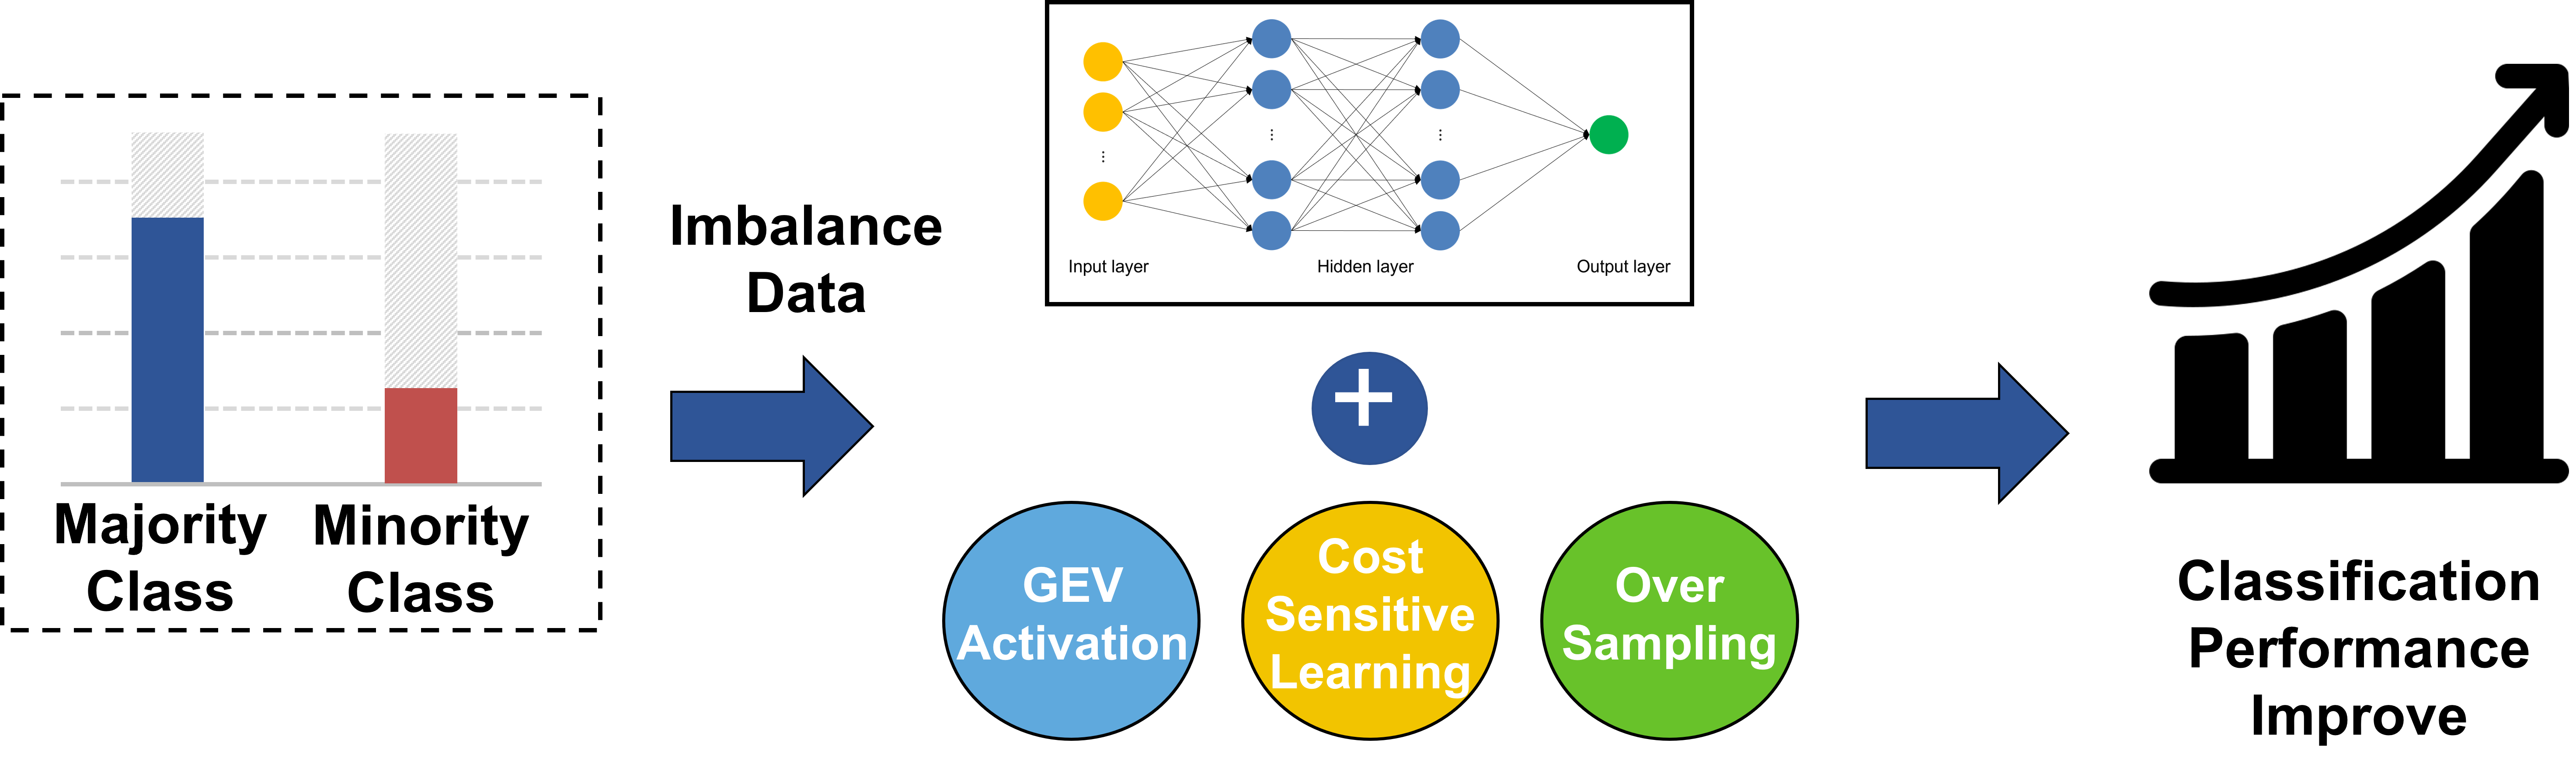 Majority
Class
Minority
Class
Imbalance
Data
Input layer
Hidden layer
Output layer
GEV
Activation
Cost
Sensitive
Learning
Over
Sampling
Classification
Performance
Improve